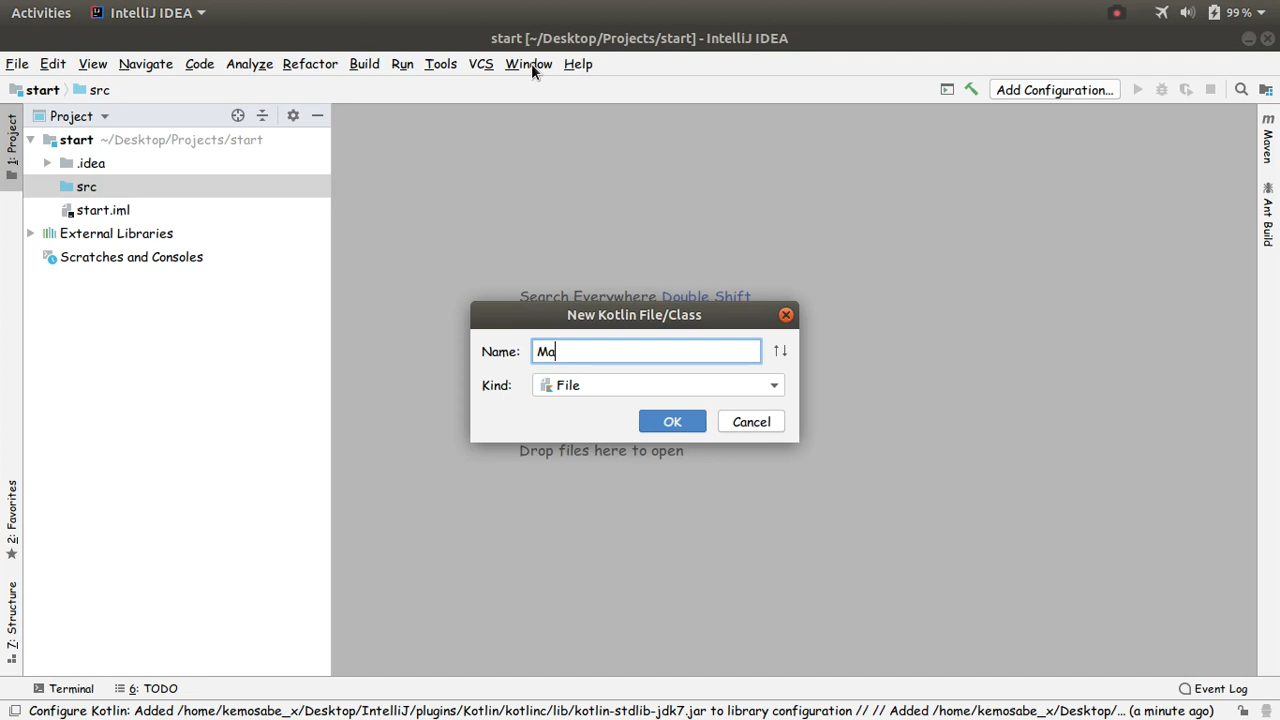 Activities IntelliJ IDEA 99 %
start [~/Desktop/Projects/start] - IntelliJ IDEA
File Edit View Navigate Code Analyze Refactor Build Run Tools VCS Window Help
start src Add Configuration...
Project
1: Project
start ~/Desktop/Projects/start
.idea
src
start.iml
External Libraries
Scratches and Consoles
Maven
Ant Build
Search Everywhere Double Shift
New Kotlin File/Class
Name: Ma
Kind: File
OK Cancel
Drop files here to open
2: Favorites
7: Structure
Terminal 6: TODO Event Log
Configure Kotlin: Added /home/kemosabe_x/Desktop/IntelliJ/plugins/Kotlin/kotlinc/lib/kotlin-stdlib-jdk7.jar to library configuration // // Added /home/kemosabe_x/Desktop/... (a minute ago)